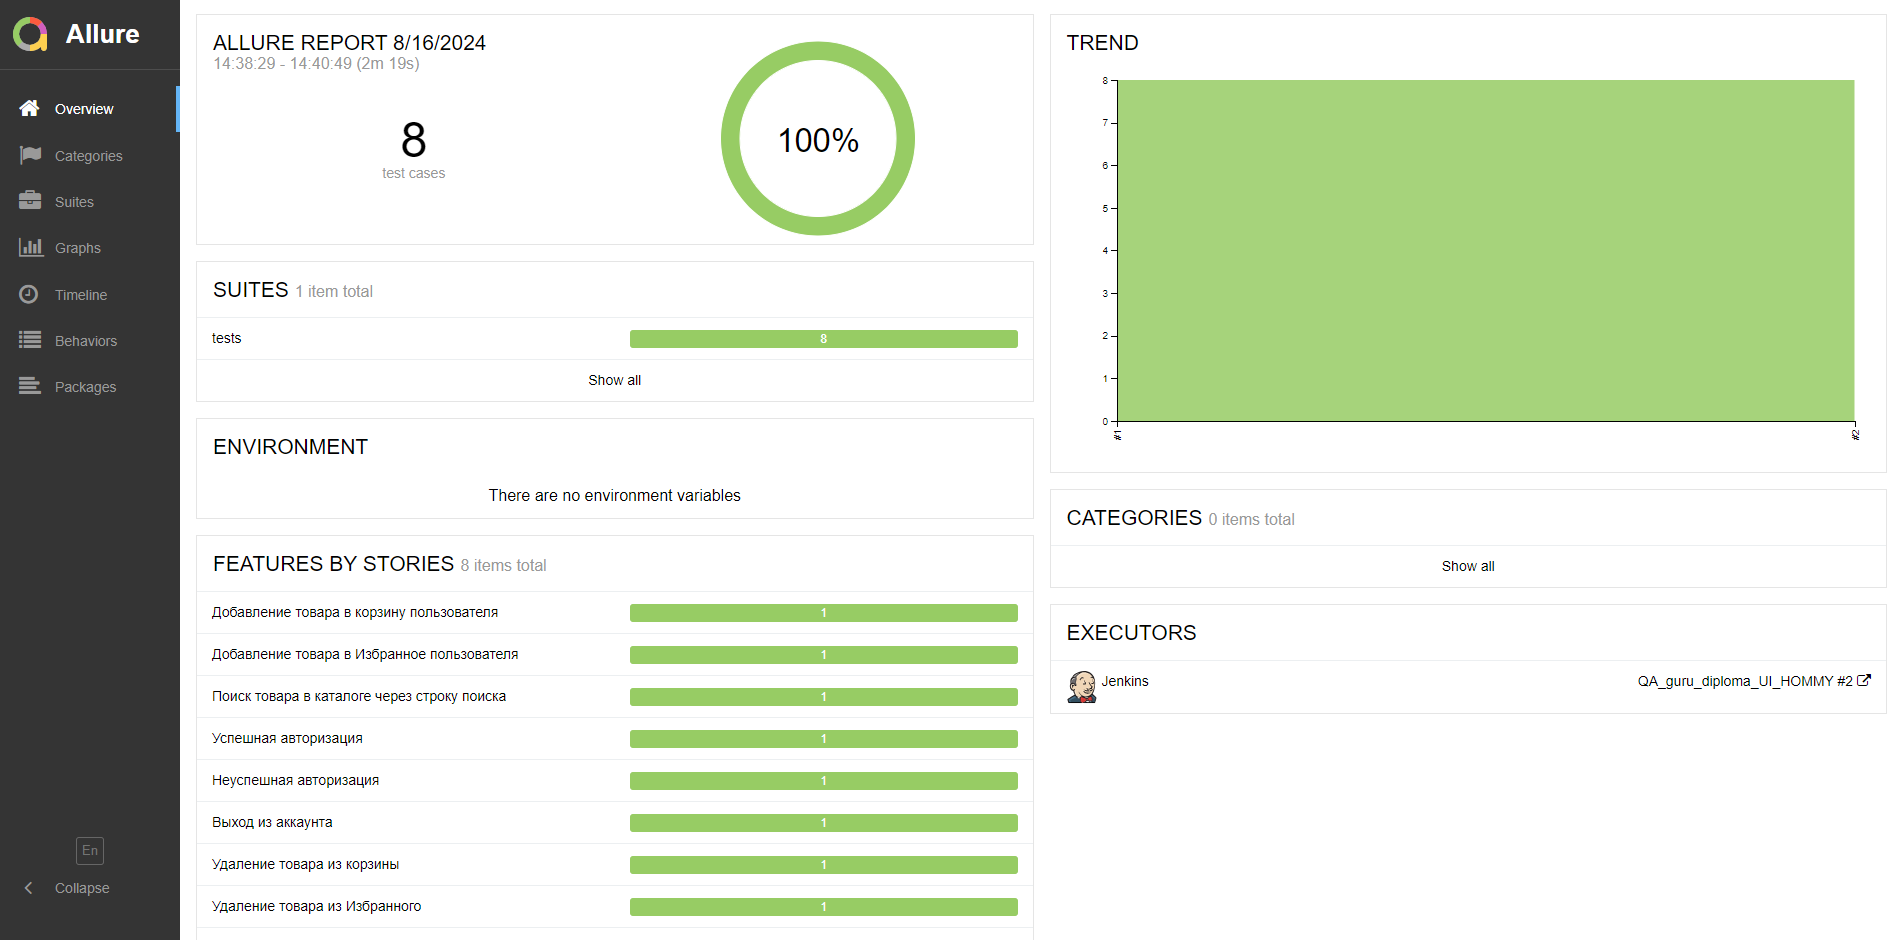 Allure
Overview
Categories
Suites
Graphs
Timeline
Behaviors
Packages
En
Collapse
ALLURE REPORT 8/16/2024
14:38:29 - 14:40:49 (2m 19s)
8
test cases
100%
SUITES 1 item total
tests 8
Show all
ENVIRONMENT
There are no environment variables
FEATURES BY STORIES 8 items total
Добавление товара в корзину пользователя 1
Добавление товара в Избранное пользователя 1
Поиск товара в каталоге через строку поиска 1
Успешная авторизация 1
Неуспешная авторизация 1
Выход из аккаунта 1
Удаление товара из корзины 1
Удаление товара из Избранного 1
TREND
8
7
6
5
4
3
2
1
0
#1 #2
CATEGORIES 0 items total
Show all
EXECUTORS
Jenkins QA_guru_diploma_UI_HOMMY #2